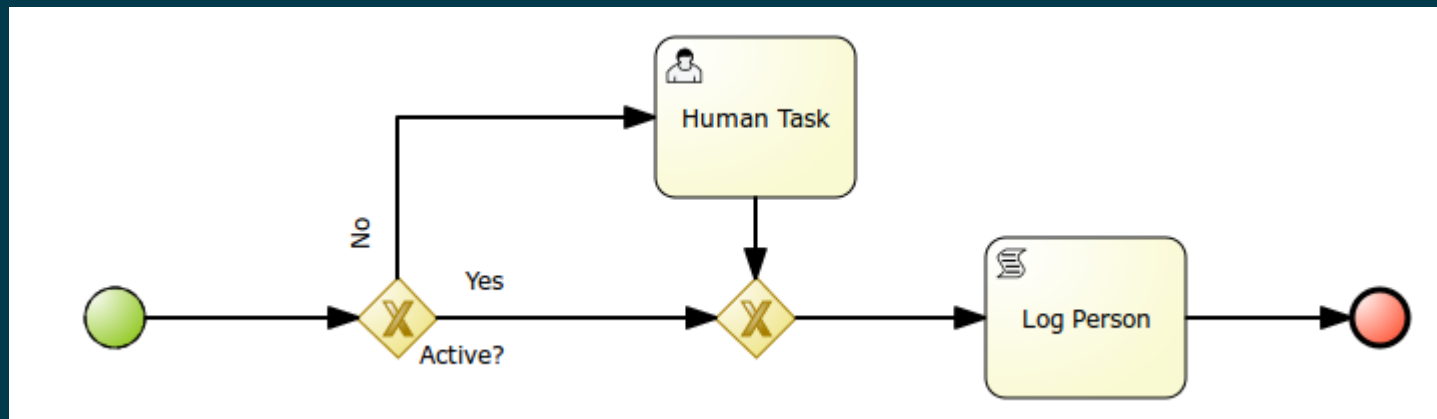 Human Task
No
Yes
Active?
Log Person